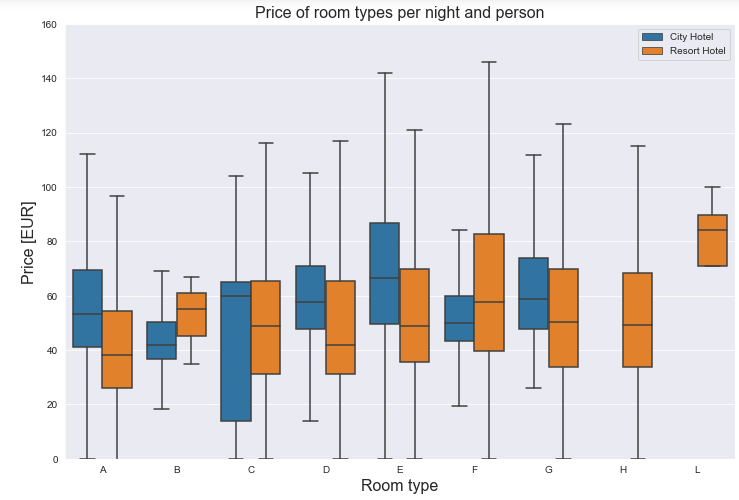 Price of room types per night and person
City Hotel
Resort Hotel
Price [EUR]
160
140
120
100
80
60
40
20
0
A B C D E F G H L
Room type